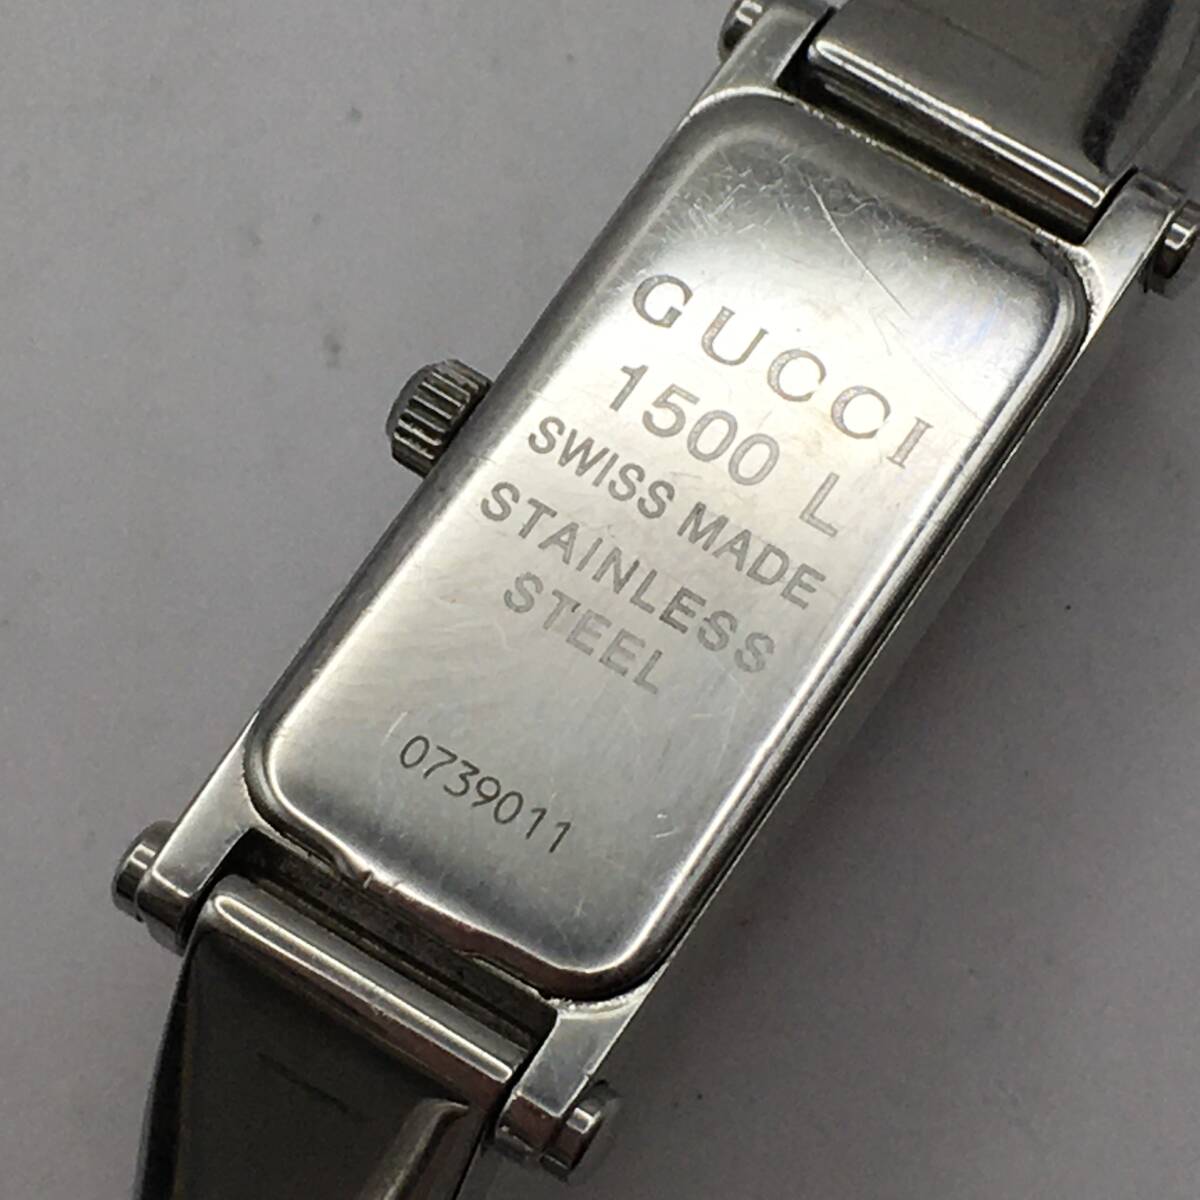 GUCCI
1500 L
SWISS MADE
STAINLESS
STEEL
0739011